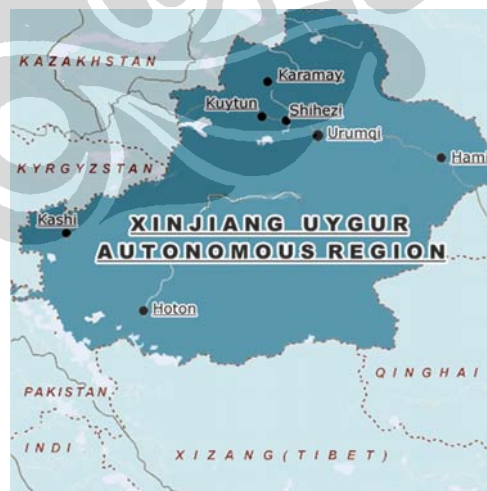 KAZAKHSTAN
Karamay
Kuytun
Shihezi
Urumqi
Hami
KYRGYZSTAN
Kashi
XINJIANG UYGUR
AUTONOMOUS REGION
Hoton
QINGHAI
PAKISTAN
INDI
XIZANG (TIBET)